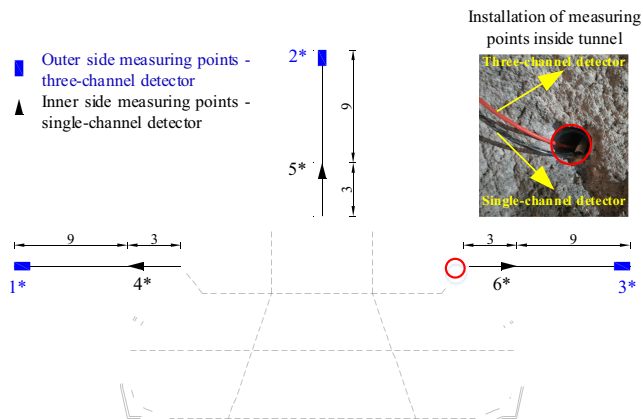 Outer side measuring points -
three-channel detector
Inner side measuring points -
single-channel detector
2*
9
5*
3
Installation of measuring
points inside tunnel
Three-channel detector
Single-channel detector
9
3
1*
4*
3
9
6*
3*